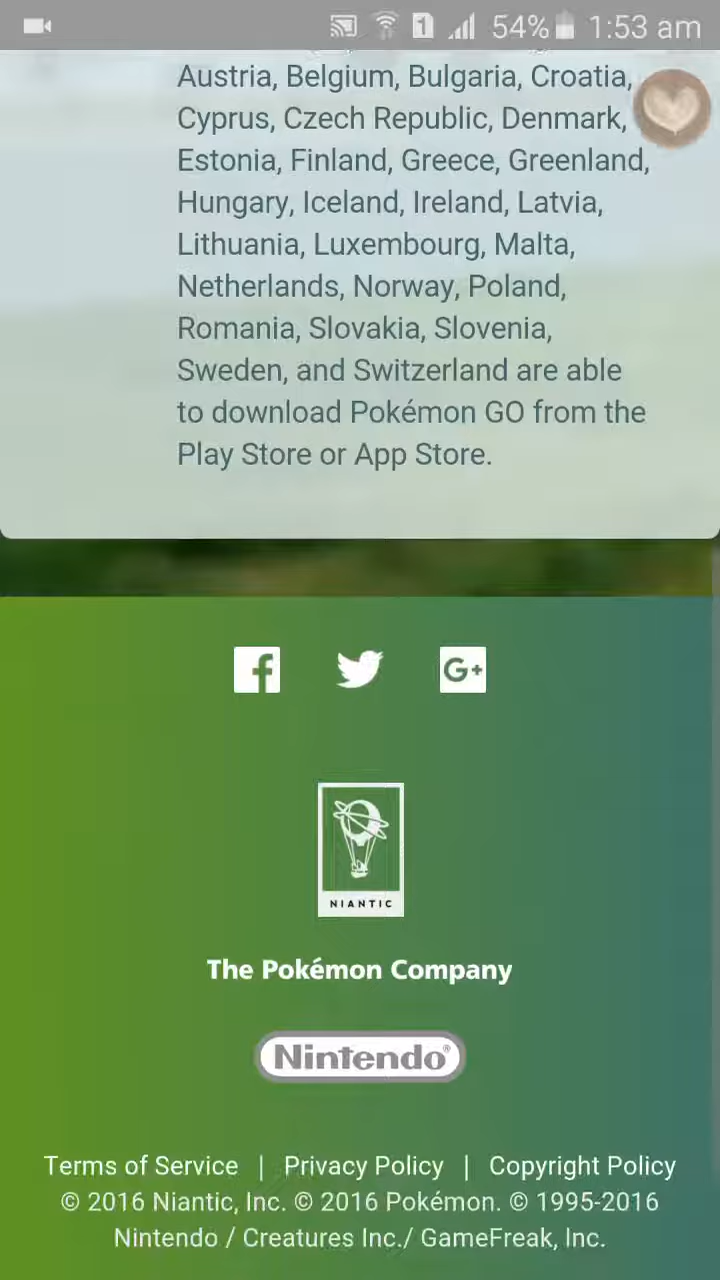 1 54% 1:53 am
Austria, Belgium, Bulgaria, Croatia,
Cyprus, Czech Republic, Denmark,
Estonia, Finland, Greece, Greenland,
Hungary, Iceland, Ireland, Latvia,
Lithuania, Luxembourg, Malta,
Netherlands, Norway, Poland,
Romania, Slovakia, Slovenia,
Sweden, and Switzerland are able
to download Pokémon GO from the
Play Store or App Store.
f G+
NIANTIC
The Pokémon Company
Nintendo®
Terms of Service | Privacy Policy | Copyright Policy
© 2016 Niantic, Inc. © 2016 Pokémon. © 1995-2016
Nintendo / Creatures Inc./ GameFreak, Inc.